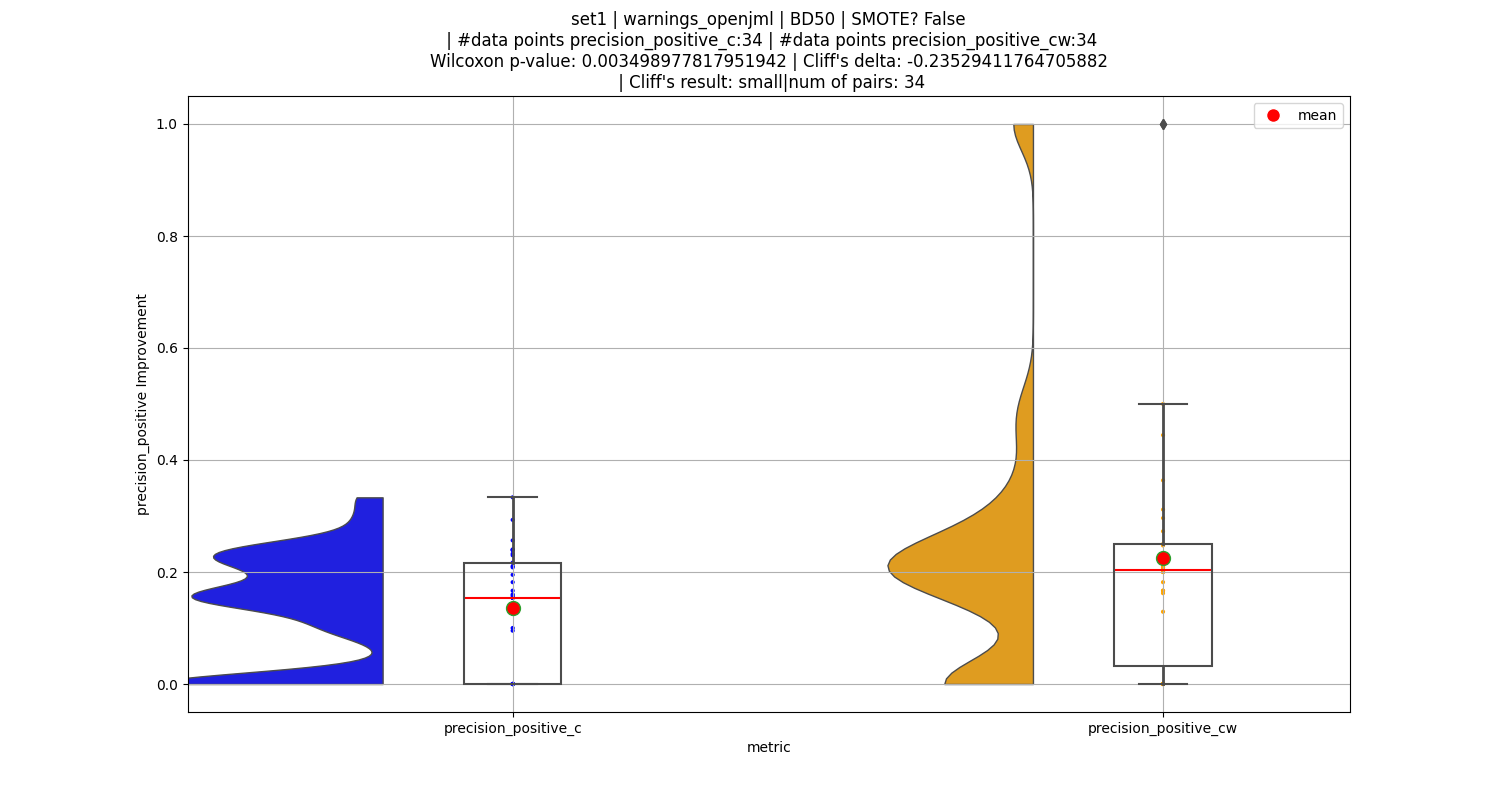 set1 | warnings_openjml | BD50 | SMOTE? False
| #data points precision_positive_c:34 | #data points precision_positive_cw:34
Wilcoxon p-value: 0.003498977817951942 | Cliff's delta: -0.23529411764705882
| Cliff's result: small|num of pairs: 34
mean
1.0
0.8
0.6
0.4
0.2
0.0
precision_positive Improvement
precision_positive_c
precision_positive_cw
metric